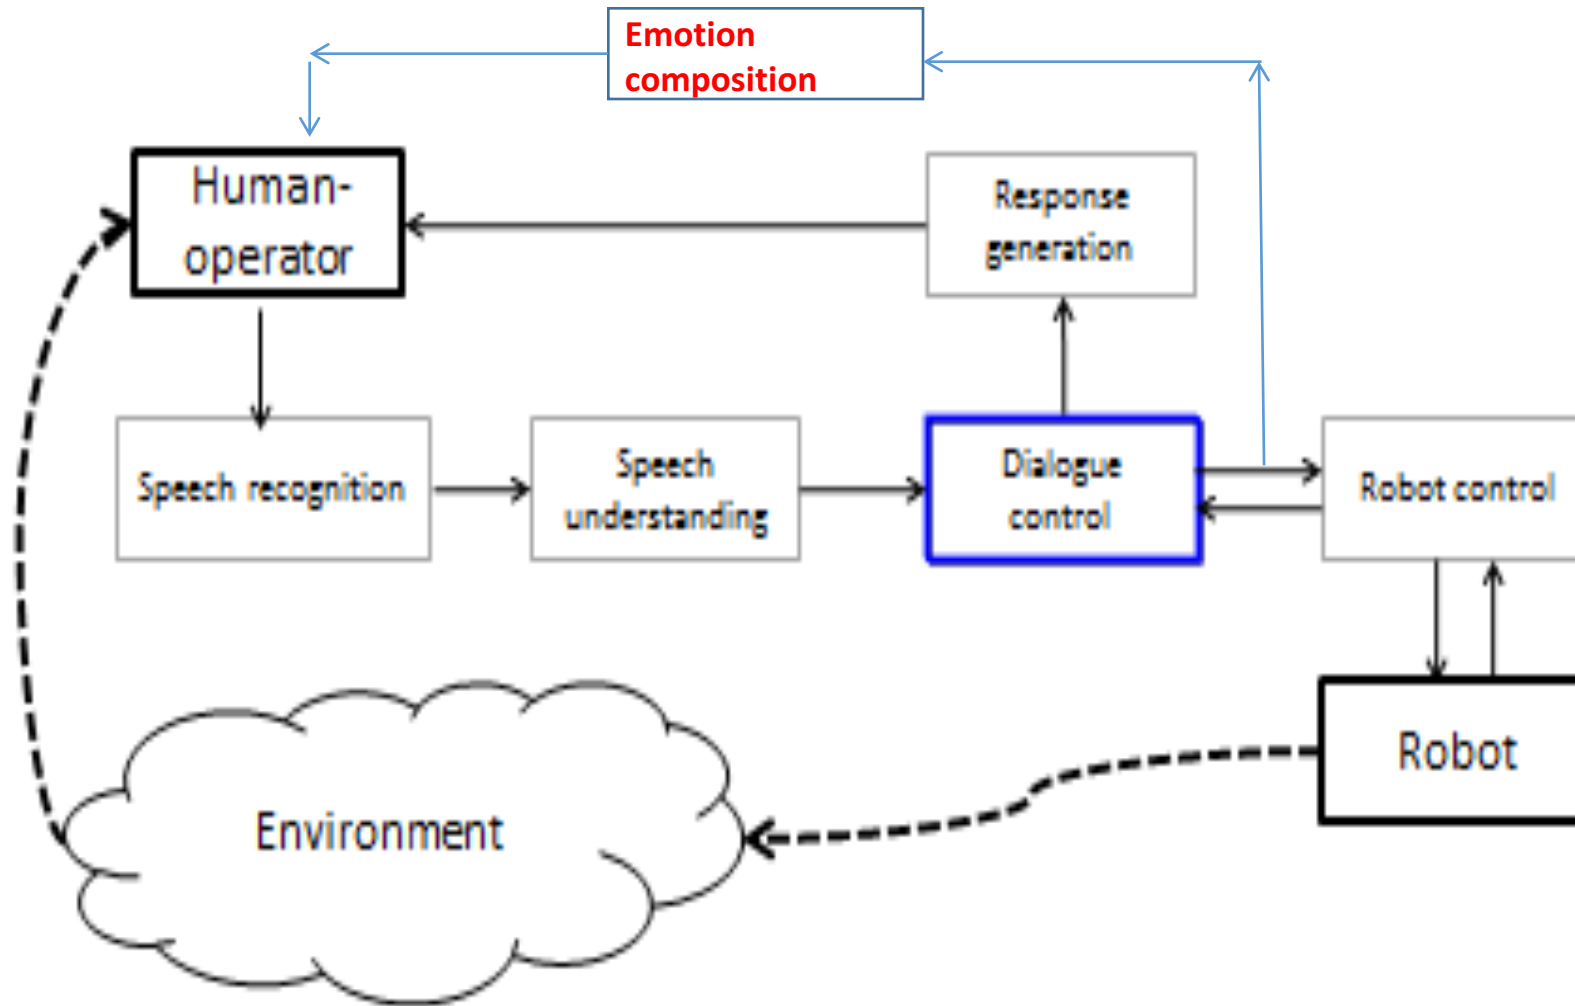 Emotion
composition
Human-
operator
Response
generation
Speech recognition
Speech
understanding
Dialogue
control
Robot control
Robot
Environment